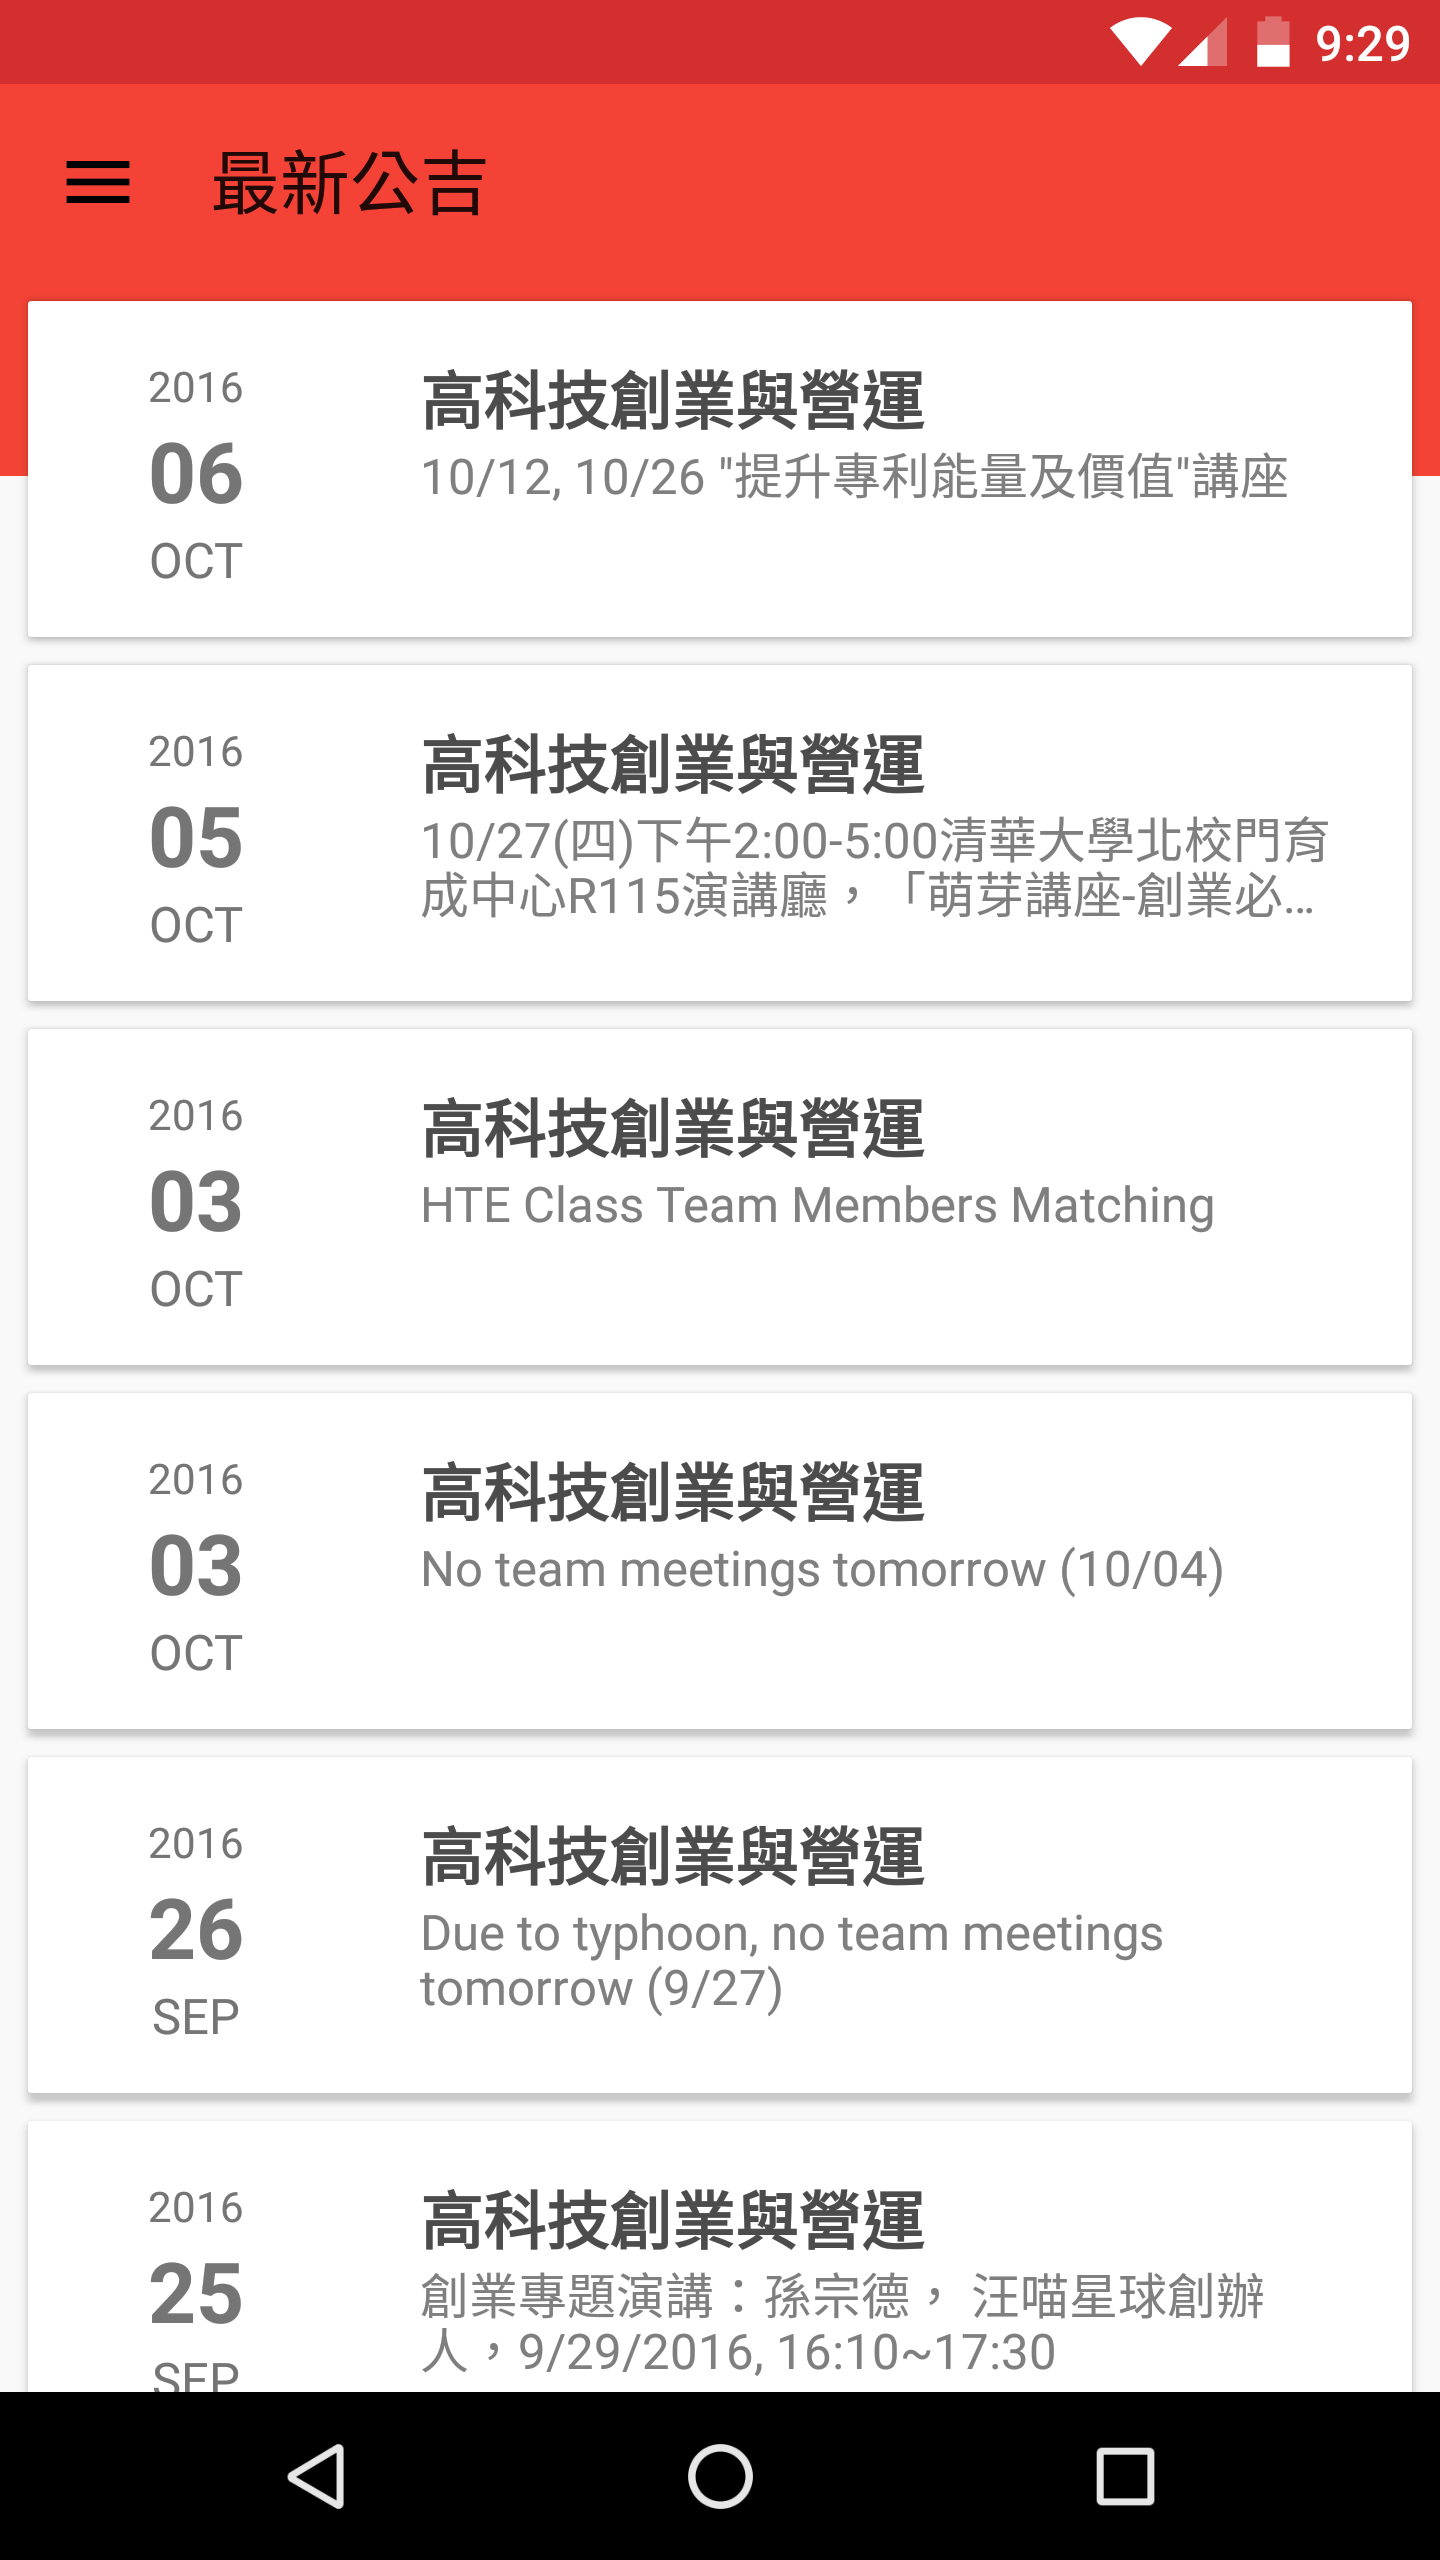 9:29
最新公吉
2016
06
OCT
高科技創業與營運
10/12, 10/26 "提升專利能量及價值"講座
2016
05
OCT
高科技創業與營運
10/27(四)下午2:00-5:00清華大學北校門育
成中心R115演講廳，「萌芽講座-創業必…
2016
03
OCT
高科技創業與營運
HTE Class Team Members Matching
2016
03
OCT
高科技創業與營運
No team meetings tomorrow (10/04)
2016
26
SEP
高科技創業與營運
Due to typhoon, no team meetings
tomorrow (9/27)
2016
25
SEP
高科技創業與營運
創業專題演講：孫宗德， 汪喵星球創辦
人，9/29/2016, 16:10~17:30